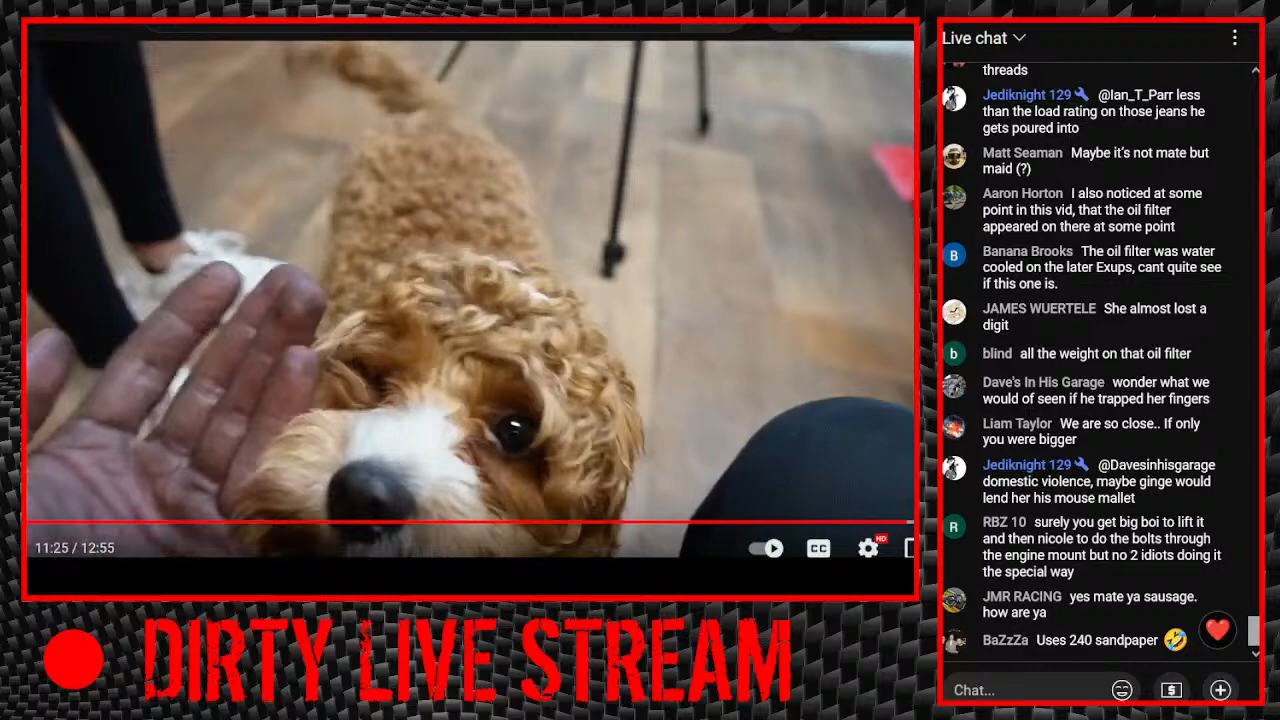 Live chat
threads
Jediknight 129 @Ian_T_Parr less
than the load rating on those jeans he
gets poured into
Matt Seaman Maybe it's not mate but
maid (?)
Aaron Horton I also noticed at some
point in this vid, that the oil filter
appeared on there at some point
B Banana Brooks The oil filter was water
cooled on the later Exups, cant quite see
if this one is.
JAMES WUERTELE She almost lost a
digit
b blind all the weight on that oil filter
Dave's In His Garage wonder what we
would of seen if he trapped her fingers
Liam Taylor We are so close.. If only
you were bigger
Jediknight 129 @Davesinhisgarage
domestic violence, maybe ginge would
lend her his mouse mallet
R RBZ 10 surely you get big boi to lift it
and then nicole to do the bolts through
the engine mount but no 2 idiots doing it
the special way
JMR RACING yes mate ya sausage.
how are ya
BaZzZa Uses 240 sandpaper 🤣
Chat...
11:25 / 12:55
CC
HD
DIRTY LIVE STREAM